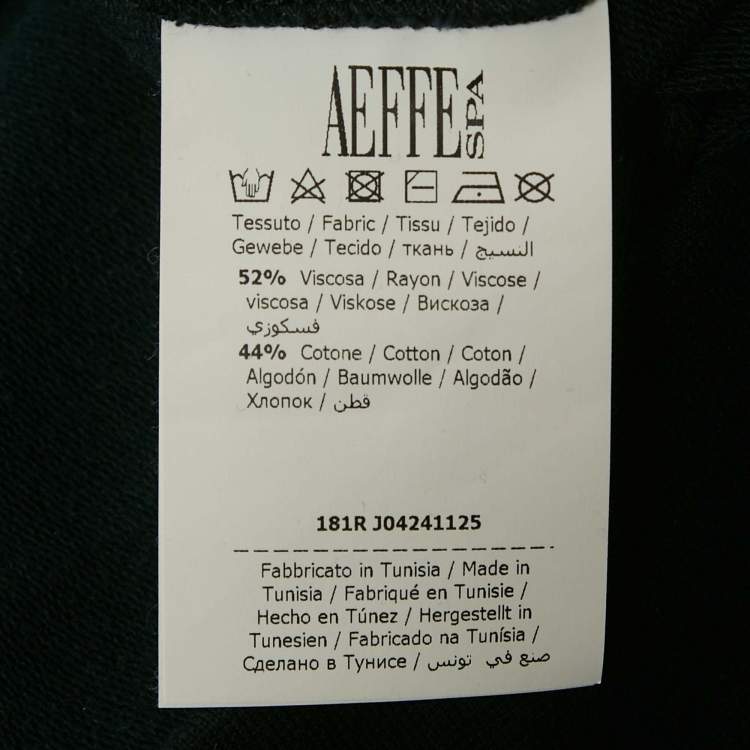 AEFFE SPA
Tessuto / Fabric / Tissu / Tejido /
Gewebe / Tecido / ткань / النسيج
52% Viscosa / Rayon / Viscose /
viscosa / Viskose / Вискоза /
فسكوزي
44% Cotone / Cotton / Coton /
Algodón / Baumwolle / Algodão /
Хлопок / قطن
181R J04241125
Fabbricato in Tunisia / Made in
Tunisia / Fabriqué en Tunisie /
Hecho en Túnez / Hergestellt in
Tunesien / Fabricado na Tunísia /
Сделано в Тунисе / صنع في تونس